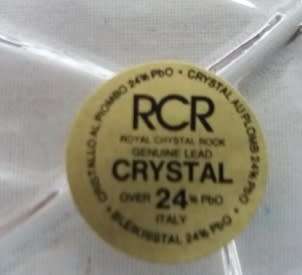 CRISTALLO AL PIOMBO 24% PbO • CRYSTAL AU PLOMB 24% PbO • BLEIKRISTALL 24% PbO •
RCR
ROYAL CRYSTAL ROCK
GENUINE LEAD
CRYSTAL
OVER 24% PbO
ITALY